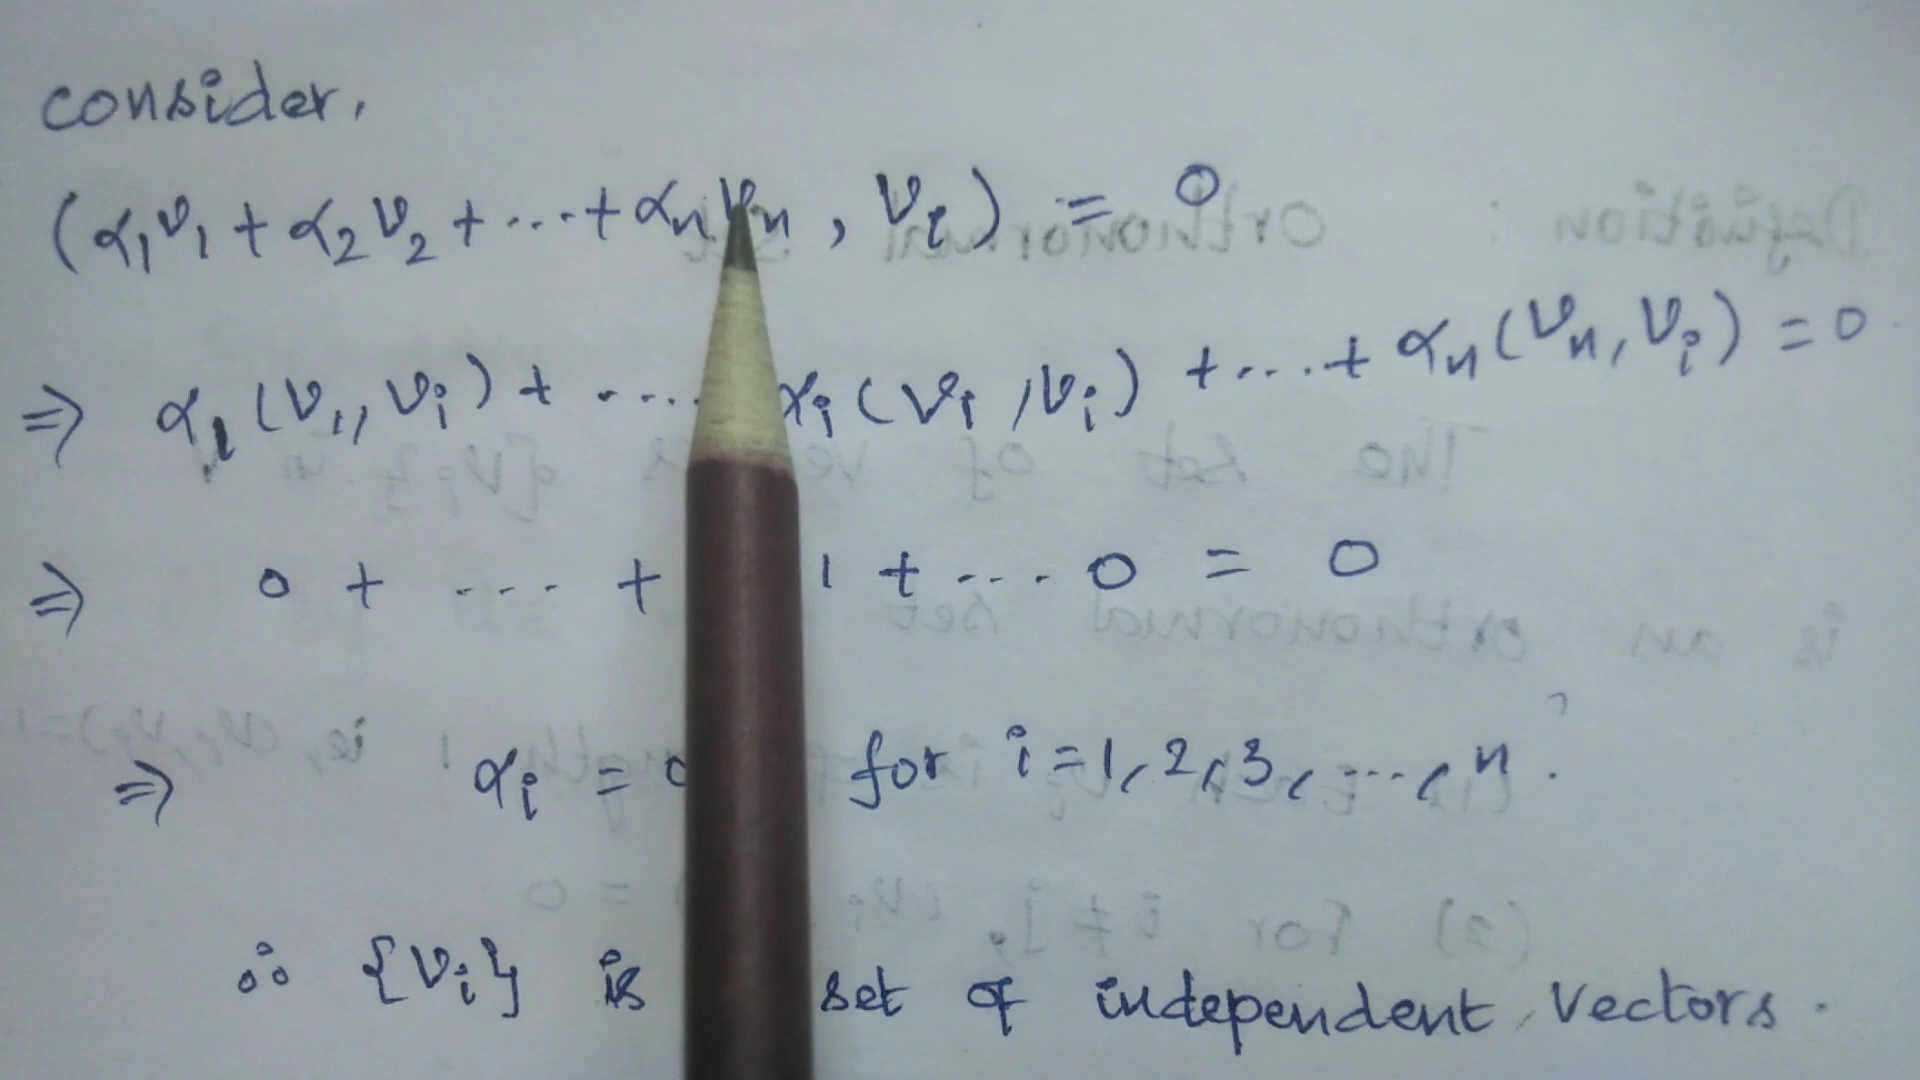 consider,
(α₁v₁ + α₂v₂ + ... + αₙvₙ , vᵢ) = 0
⇒ α₁(v₁, vᵢ) + .... αᵢ(vᵢ, vᵢ) + ... + αₙ(vₙ, vᵢ) = 0
⇒ 0 + ... + 1 + ... 0 = 0
⇒ αᵢ = 0 for i = 1, 2, 3, ..., n.
∴ {vᵢ} is set of independent vectors.